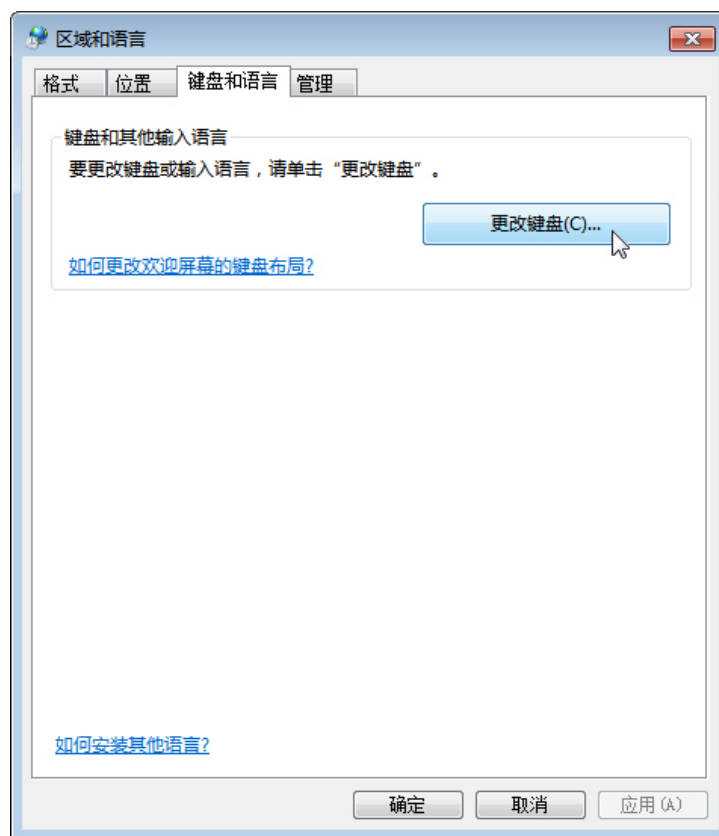 区域和语言
格式 位置 键盘和语言 管理
键盘和其他输入语言
要更改键盘或输入语言，请单击“更改键盘”。
更改键盘(C)...
如何更改欢迎屏幕的键盘布局?
如何安装其他语言?
确定 取消 应用(A)